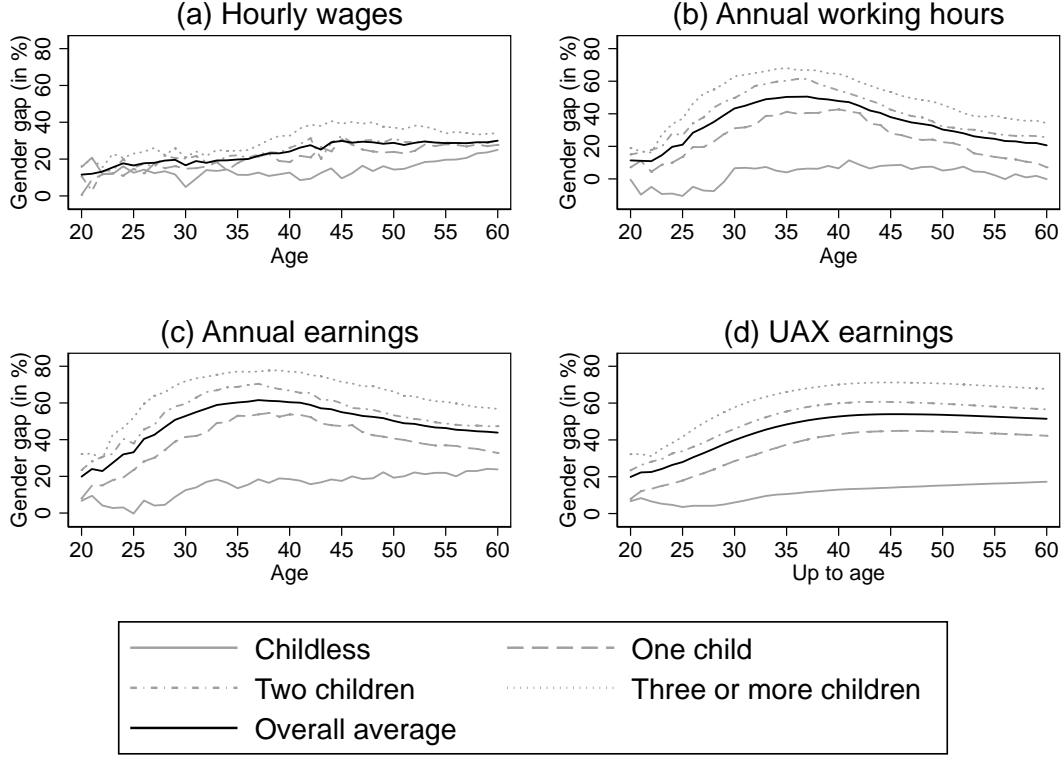 (a) Hourly wages
Gender gap (in %)
80
60
40
20
0
20 25 30 35 40 45 50 55 60
Age
(b) Annual working hours
Gender gap (in %)
80
60
40
20
0
20 25 30 35 40 45 50 55 60
Age
(c) Annual earnings
Gender gap (in %)
80
60
40
20
0
20 25 30 35 40 45 50 55 60
Age
(d) UAX earnings
Gender gap (in %)
80
60
40
20
0
20 25 30 35 40 45 50 55 60
Up to age
Childless
One child
Two children
Three or more children
Overall average